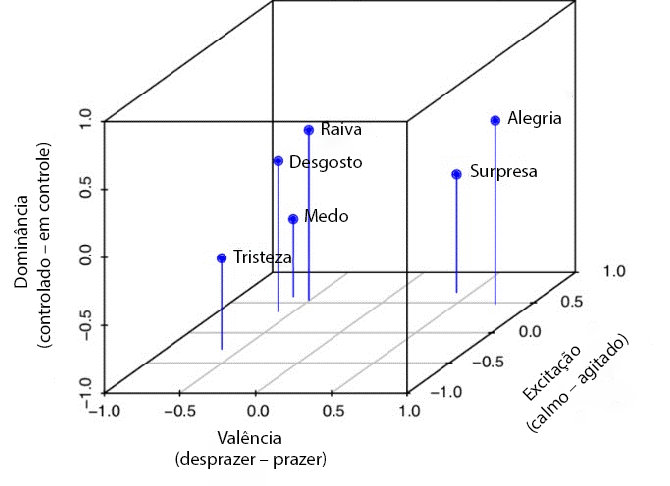 Raiva
Alegria
Desgosto
Surpresa
Medo
Tristeza
Dominância
(controlado – em controle)
1.0
0.5
0.0
−0.5
−1.0
−1.0
−0.5
0.0
0.5
1.0
Valência
(desprazer – prazer)
−1.0
−0.5
0.0
0.5
1.0
Excitação
(calmo – agitado)